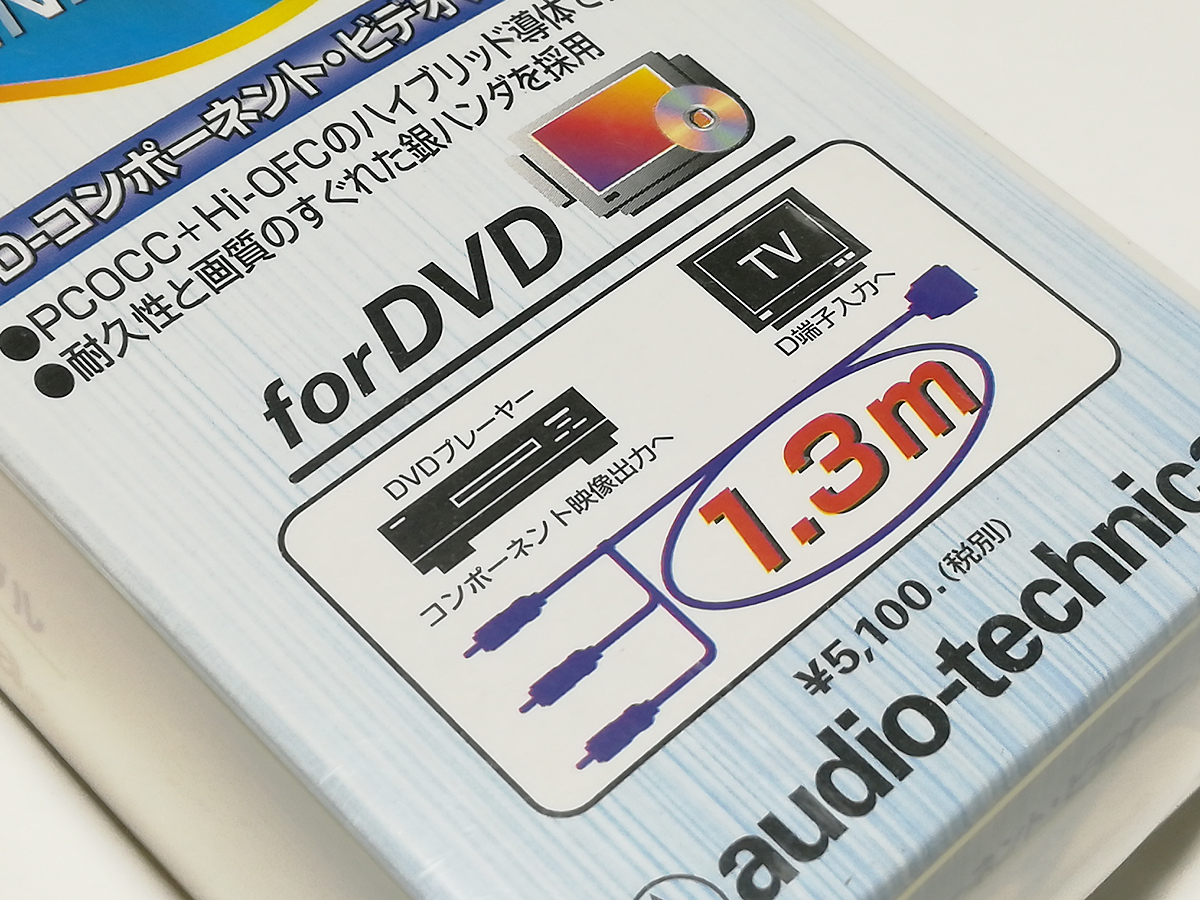 D-コンポーネント・ビデオ
●PCOCC+Hi-OFCのハイブリッド導体で
●耐久性と画質のすぐれた銀ハンダを採用
for DVD
TV
D端子入力へ
DVDプレーヤー
コンポーネント映像出力へ
1.3m
¥5,100.(税別)
audio-technica